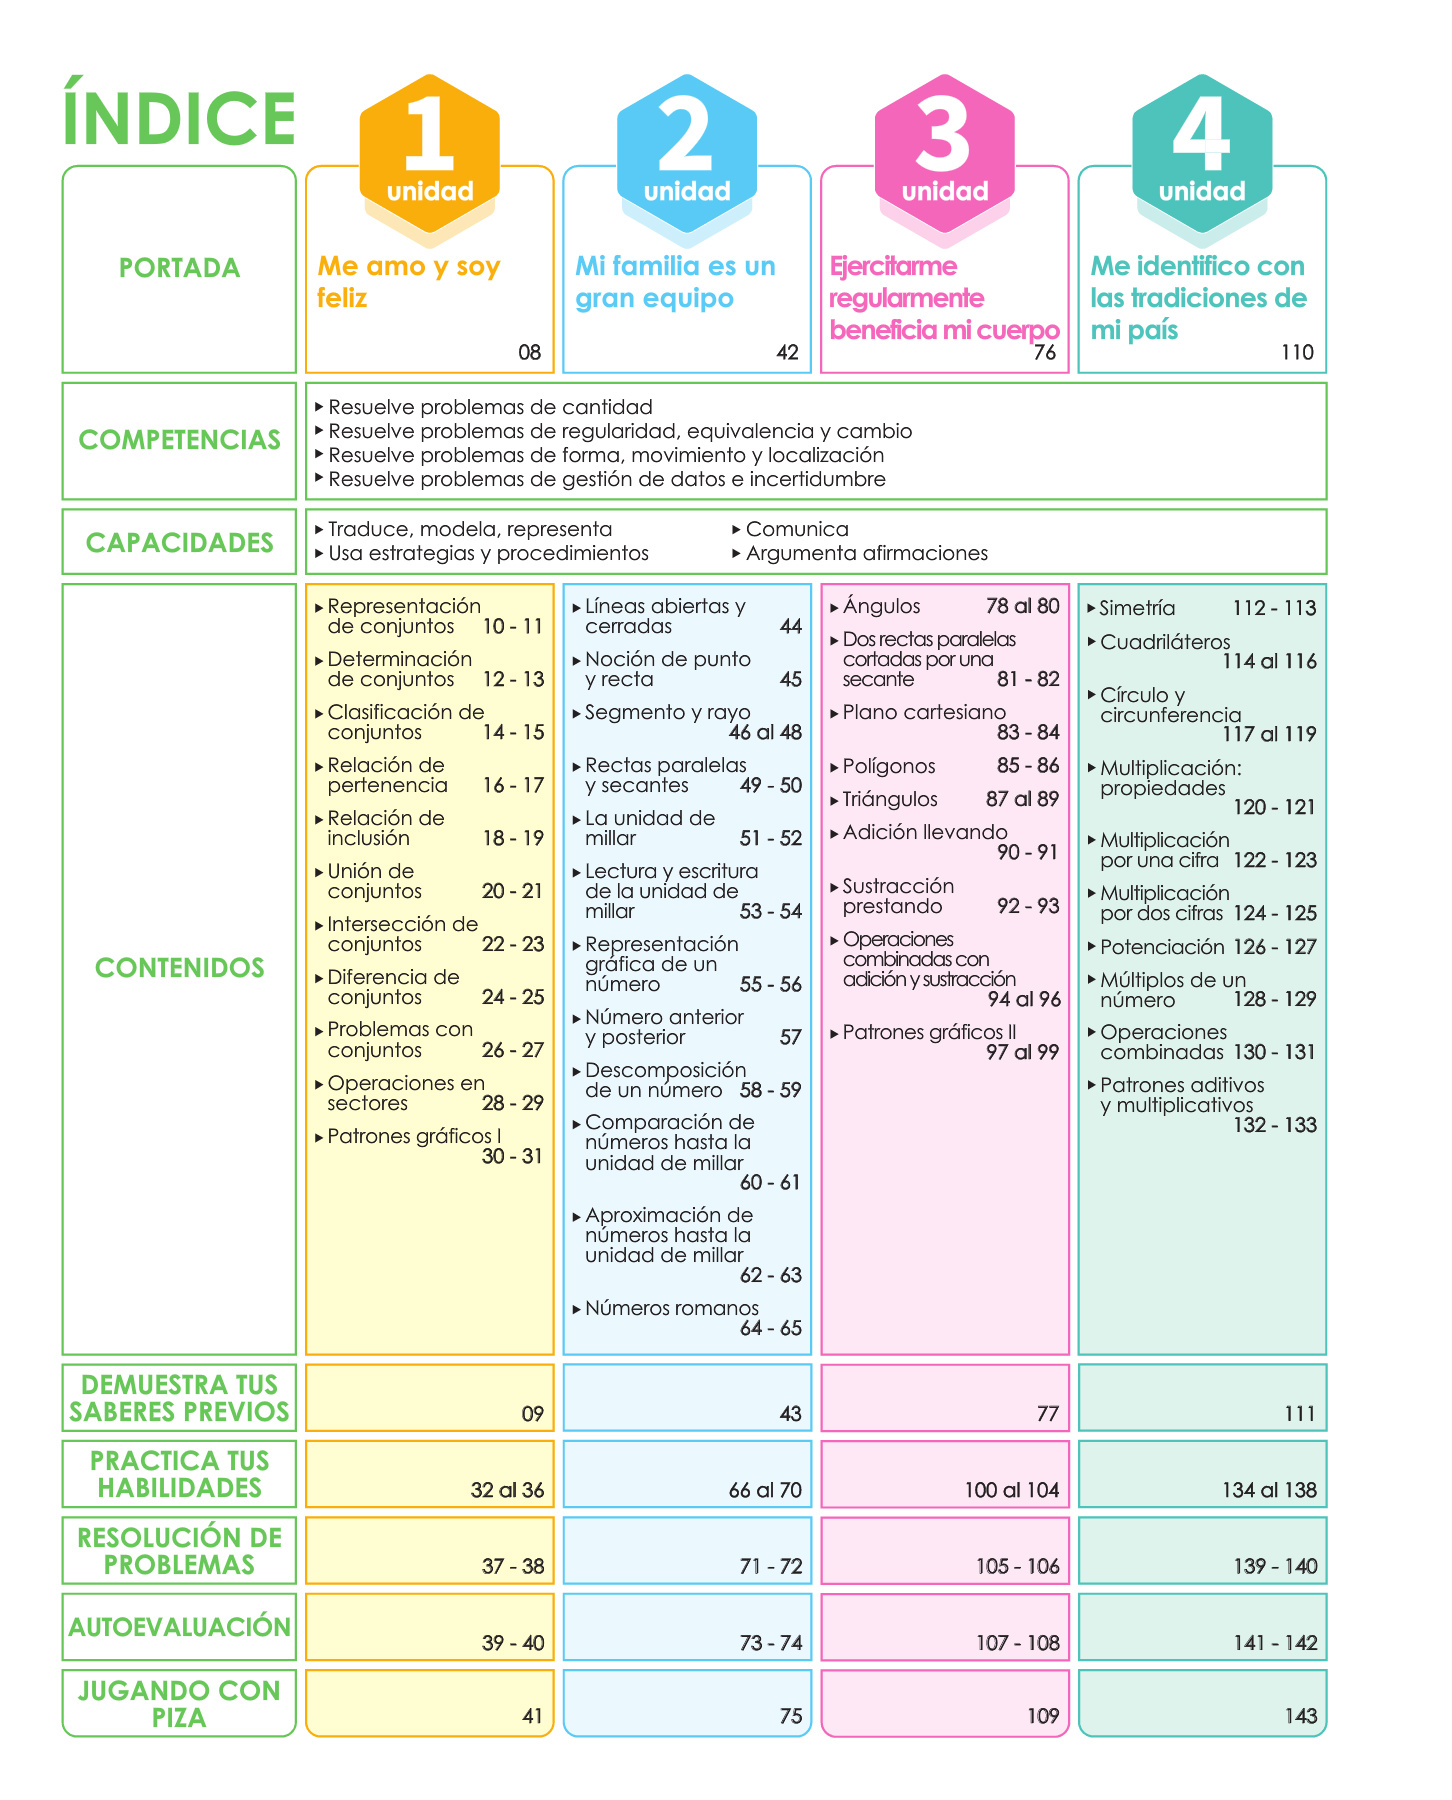 ÍNDICE
1
unidad
2
unidad
3
unidad
4
unidad
PORTADA
Me amo y soy
feliz
08
Mi familia es un
gran equipo
42
Ejercitarme
regularmente
beneficia mi cuerpo
76
Me identifico con
las tradiciones de
mi país
110
COMPETENCIAS
Resuelve problemas de cantidad
Resuelve problemas de regularidad, equivalencia y cambio
Resuelve problemas de forma, movimiento y localización
Resuelve problemas de gestión de datos e incertidumbre
CAPACIDADES
Traduce, modela, representa
Usa estrategias y procedimientos
Comunica
Argumenta afirmaciones
CONTENIDOS
Representación
de conjuntos 10 - 11
Determinación
de conjuntos 12 - 13
Clasificación de
conjuntos 14 - 15
Relación de
pertenencia 16 - 17
Relación de
inclusión 18 - 19
Unión de
conjuntos 20 - 21
Intersección de
conjuntos 22 - 23
Diferencia de
conjuntos 24 - 25
Problemas con
conjuntos 26 - 27
Operaciones en
sectores 28 - 29
Patrones gráficos I
30 - 31
Líneas abiertas y
cerradas 44
Noción de punto
y recta 45
Segmento y rayo
46 al 48
Rectas paralelas
y secantes 49 - 50
La unidad de
millar 51 - 52
Lectura y escritura
de la unidad de
millar 53 - 54
Representación
gráfica de un
número 55 - 56
Número anterior
y posterior 57
Descomposición
de un número 58 - 59
Comparación de
números hasta la
unidad de millar
60 - 61
Aproximación de
números hasta la
unidad de millar
62 - 63
Números romanos
64 - 65
Ángulos 78 al 80
Dos rectas paralelas
cortadas por una
secante 81 - 82
Plano cartesiano
83 - 84
Polígonos 85 - 86
Triángulos 87 al 89
Adición llevando
90 - 91
Sustracción
prestando 92 - 93
Operaciones
combinadas con
adición y sustracción
94 al 96
Patrones gráficos II
97 al 99
Simetría 112 - 113
Cuadriláteros
114 al 116
Círculo y
circunferencia
117 al 119
Multiplicación:
propiedades
120 - 121
Multiplicación
por una cifra 122 - 123
Multiplicación
por dos cifras 124 - 125
Potenciación 126 - 127
Múltiplos de un
número 128 - 129
Operaciones
combinadas 130 - 131
Patrones aditivos
y multiplicativos
132 - 133
DEMUESTRA TUS
SABERES PREVIOS
09
43
77
111
PRACTICA TUS
HABILIDADES
32 al 36
66 al 70
100 al 104
134 al 138
RESOLUCIÓN DE
PROBLEMAS
37 - 38
71 - 72
105 - 106
139 - 140
AUTOEVALUACIÓN
39 - 40
73 - 74
107 - 108
141 - 142
JUGANDO CON
PIZA
41
75
109
143